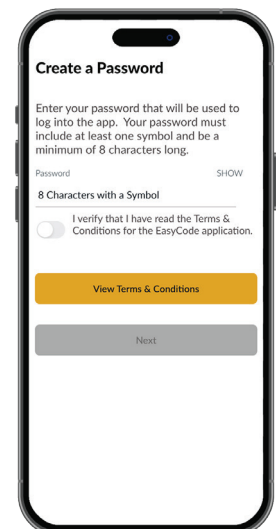 Create a Password
Enter your password that will be used to
log into the app.  Your password must
include at least one symbol and be a
minimum of 8 characters long.
Password SHOW
8 Characters with a Symbol
I verify that I have read the Terms &
Conditions for the EasyCode application.
View Terms & Conditions
Next